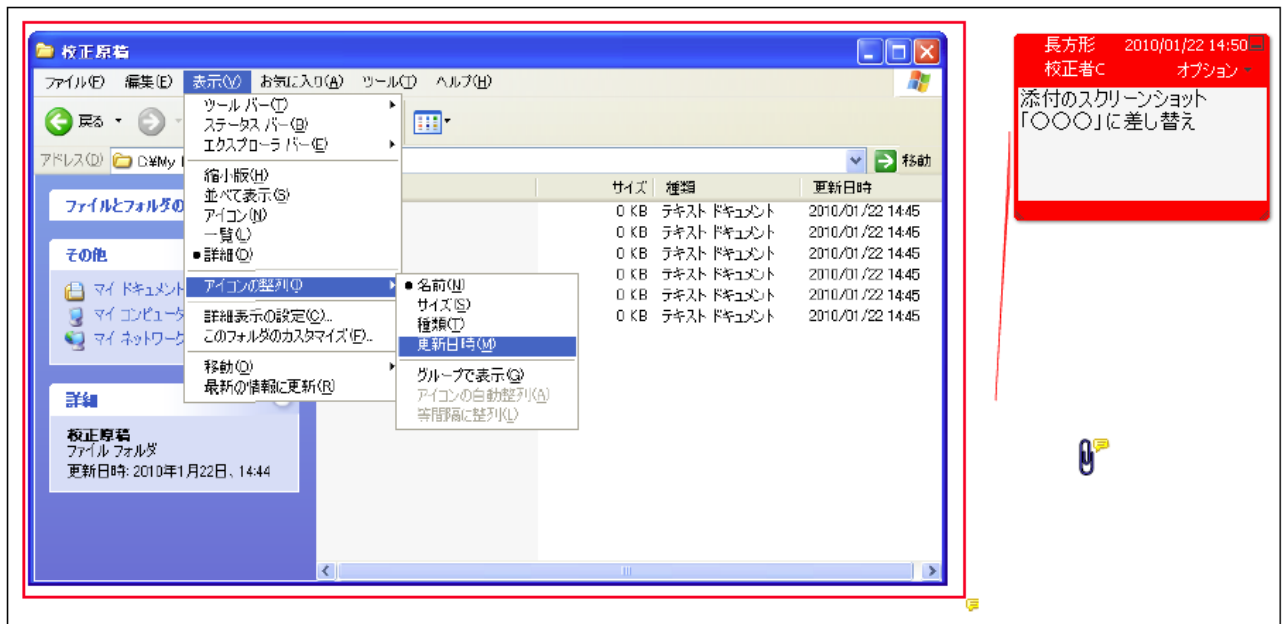 校正原稿
ファイル(F) 編集(E) 表示(V) お気に入り(A) ツール(T) ヘルプ(H)
戻る
アドレス(D) C:¥My
移動
ツール バー(T)
ステータス バー(B)
エクスプローラ バー(E)
縮小版(H)
並べて表示(S)
アイコン(N)
一覧(L)
詳細(D)
アイコンの整列(I)
詳細表示の設定(C)...
このフォルダのカスタマイズ(F)...
移動(O)
最新の情報に更新(R)
名前(N)
サイズ(S)
種類(T)
更新日時(M)
グループで表示(G)
アイコンの自動整列(A)
等間隔に整列(L)
サイズ 種類 更新日時
0 KB テキスト ドキュメント 2010/01/22 14:45
0 KB テキスト ドキュメント 2010/01/22 14:45
0 KB テキスト ドキュメント 2010/01/22 14:45
0 KB テキスト ドキュメント 2010/01/22 14:45
0 KB テキスト ドキュメント 2010/01/22 14:45
0 KB テキスト ドキュメント 2010/01/22 14:45
ファイルとフォルダの
その他
マイ ドキュメント
マイ コンピュータ
マイ ネットワーク
詳細
校正原稿
ファイル フォルダ
更新日時: 2010年1月22日、14:44
長方形 2010/01/22 14:50
校正者C オプション
添付のスクリーンショット
「〇〇〇」に差し替え